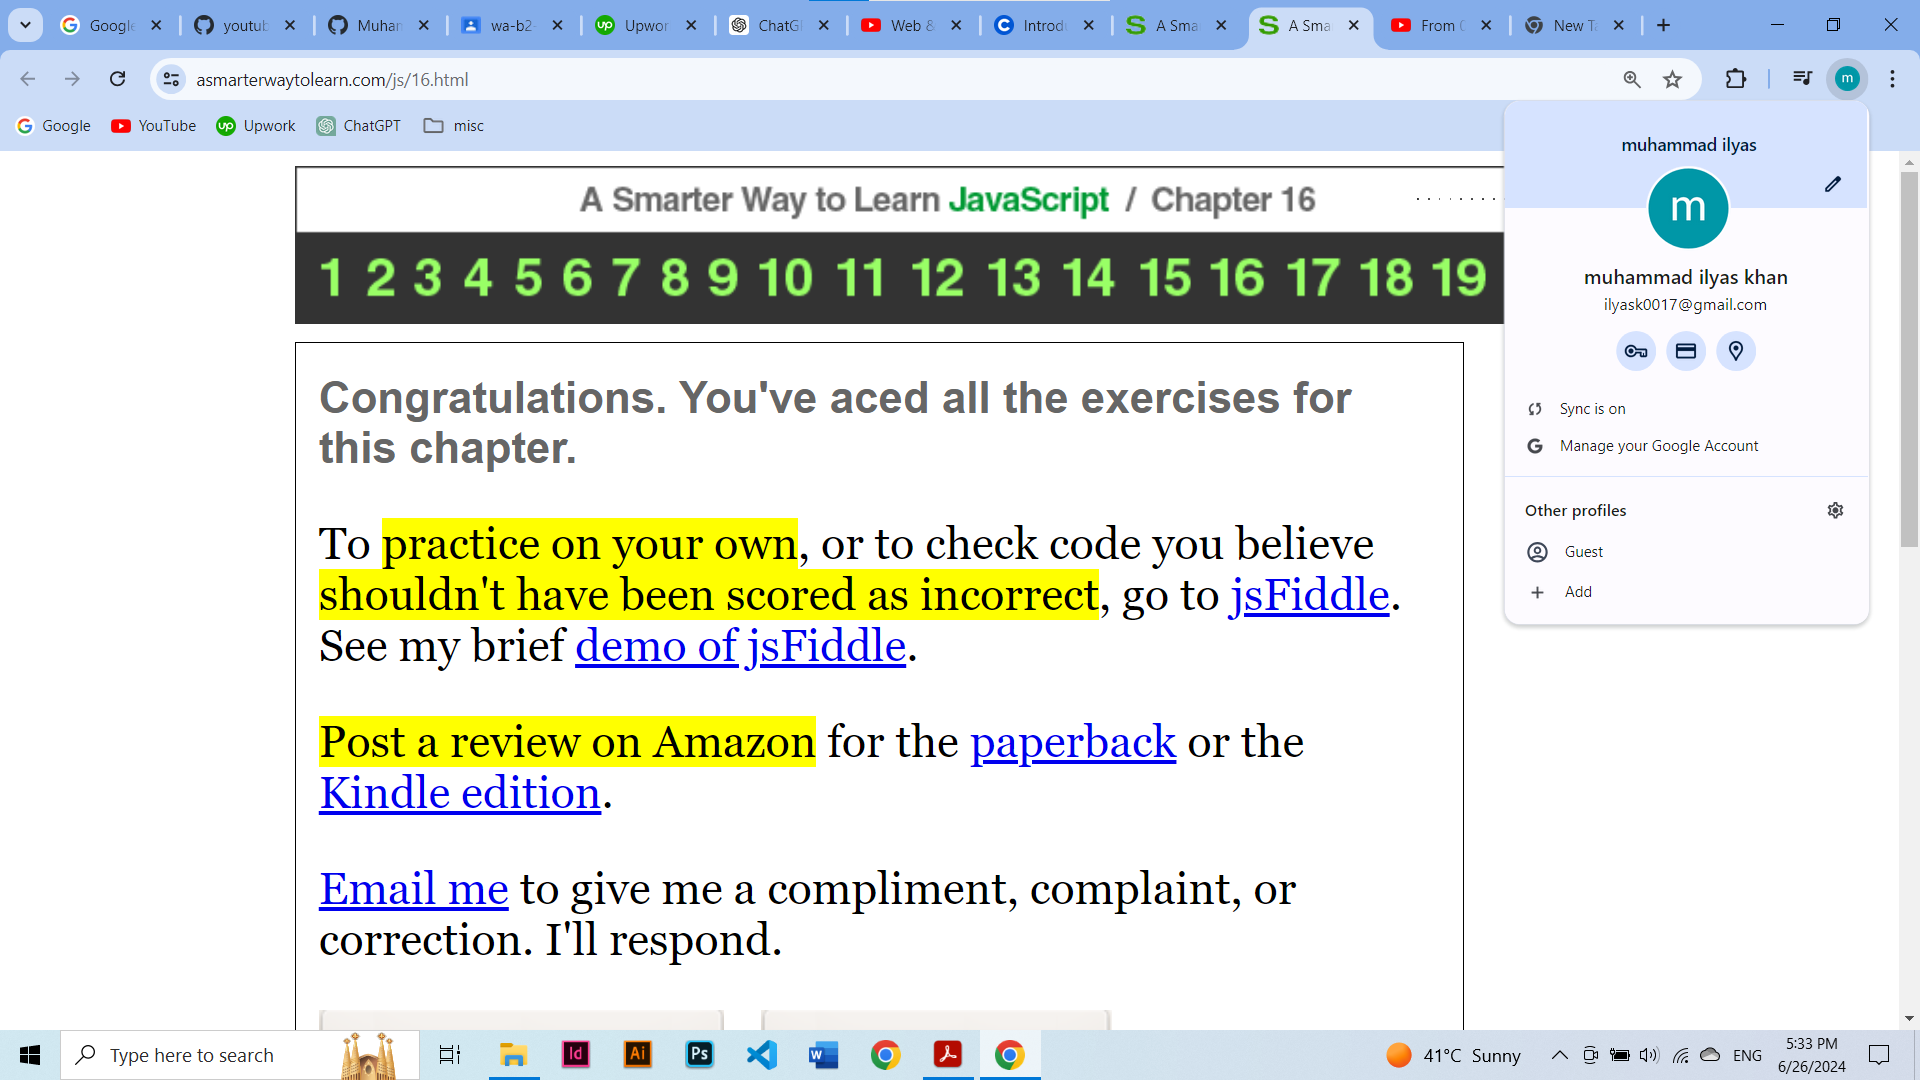 Google
youtub
Muham
wa-b2-
Upwor
ChatGP
Web &
Introdu
A Smar
A Smar
From C
New Ta
asmarterwaytolearn.com/js/16.html
m
Google YouTube Upwork ChatGPT misc
muhammad ilyas
m
muhammad ilyas khan
ilyask0017@gmail.com
Sync is on
Manage your Google Account
Other profiles
Guest
Add
A Smarter Way to Learn JavaScript / Chapter 16
1 2 3 4 5 6 7 8 9 10 11 12 13 14 15 16 17 18 19
Congratulations. You've aced all the exercises for
this chapter.
To practice on your own, or to check code you believe
shouldn't have been scored as incorrect, go to jsFiddle.
See my brief demo of jsFiddle.
Post a review on Amazon for the paperback or the
Kindle edition.
Email me to give me a compliment, complaint, or
correction. I'll respond.
Type here to search
41°C Sunny
ENG
5:33 PM
6/26/2024